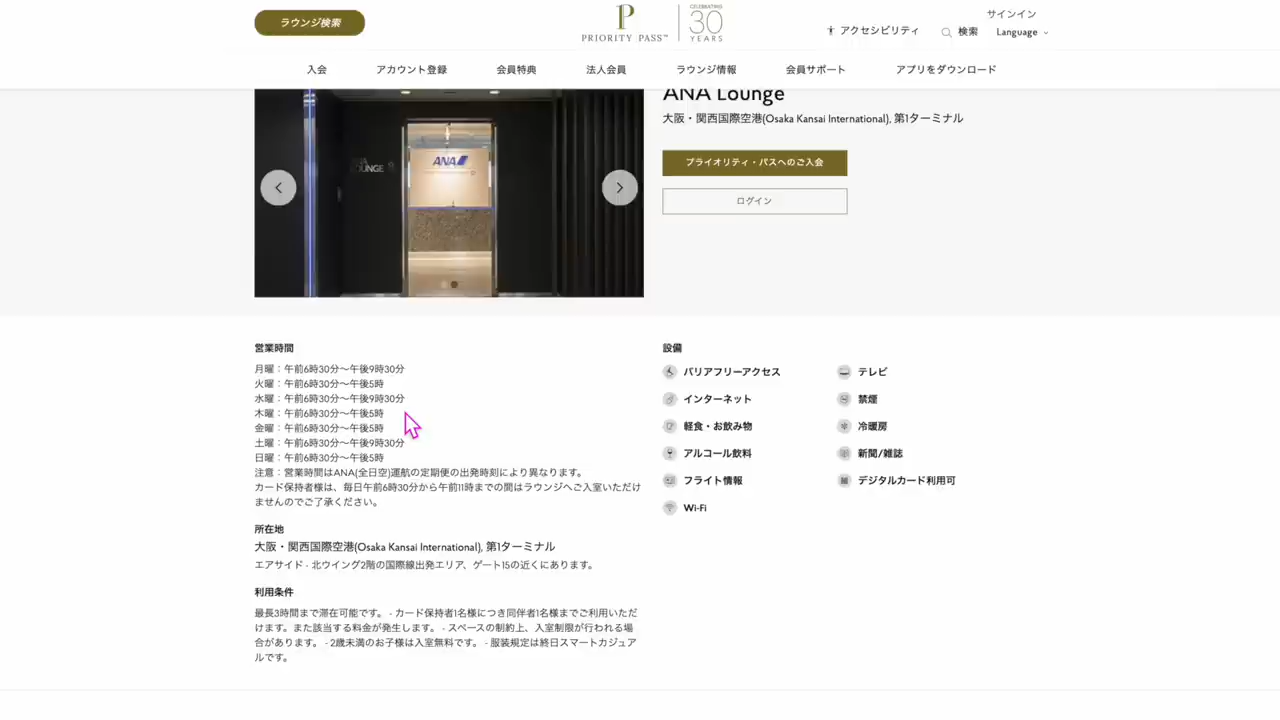 ラウンジ検索
PRIORITY PASS™
CELEBRATING
30
YEARS
サインイン
アクセシビリティ
検索
Language
入会
アカウント登録
会員特典
法人会員
ラウンジ情報
会員サポート
アプリをダウンロード
ANA
LOUNGE
ANA
ANA Lounge
大阪・関西国際空港(Osaka Kansai International), 第1ターミナル
プライオリティ・パスへのご入会
ログイン
営業時間
月曜：午前6時30分〜午後9時30分
火曜：午前6時30分〜午後5時
水曜：午前6時30分〜午後9時30分
木曜：午前6時30分〜午後5時
金曜：午前6時30分〜午後5時
土曜：午前6時30分〜午後9時30分
日曜：午前6時30分〜午後5時
注意：営業時間はANA(全日空)運航の定期便の出発時刻により異なります。
カード保持者様は、毎日午前6時30分から午前11時までの間はラウンジへご入室いただけ
ませんのでご了承ください。
所在地
大阪・関西国際空港(Osaka Kansai International), 第1ターミナル
エアサイド - 北ウイング2階の国際線出発エリア、ゲート15の近くにあります。
利用条件
最長3時間まで滞在可能です。 - カード保持者1名様につき同伴者1名様までご利用いただ
けます。また該当する料金が発生します。 - スペースの制約上、入室制限が行われる場
合があります。 - 2歳未満のお子様は入室無料です。 - 服装規定は終日スマートカジュア
ルです。
設備
バリアフリーアクセス
テレビ
インターネット
禁煙
軽食・お飲み物
冷暖房
アルコール飲料
新聞/雑誌
フライト情報
デジタルカード利用可
Wi-Fi